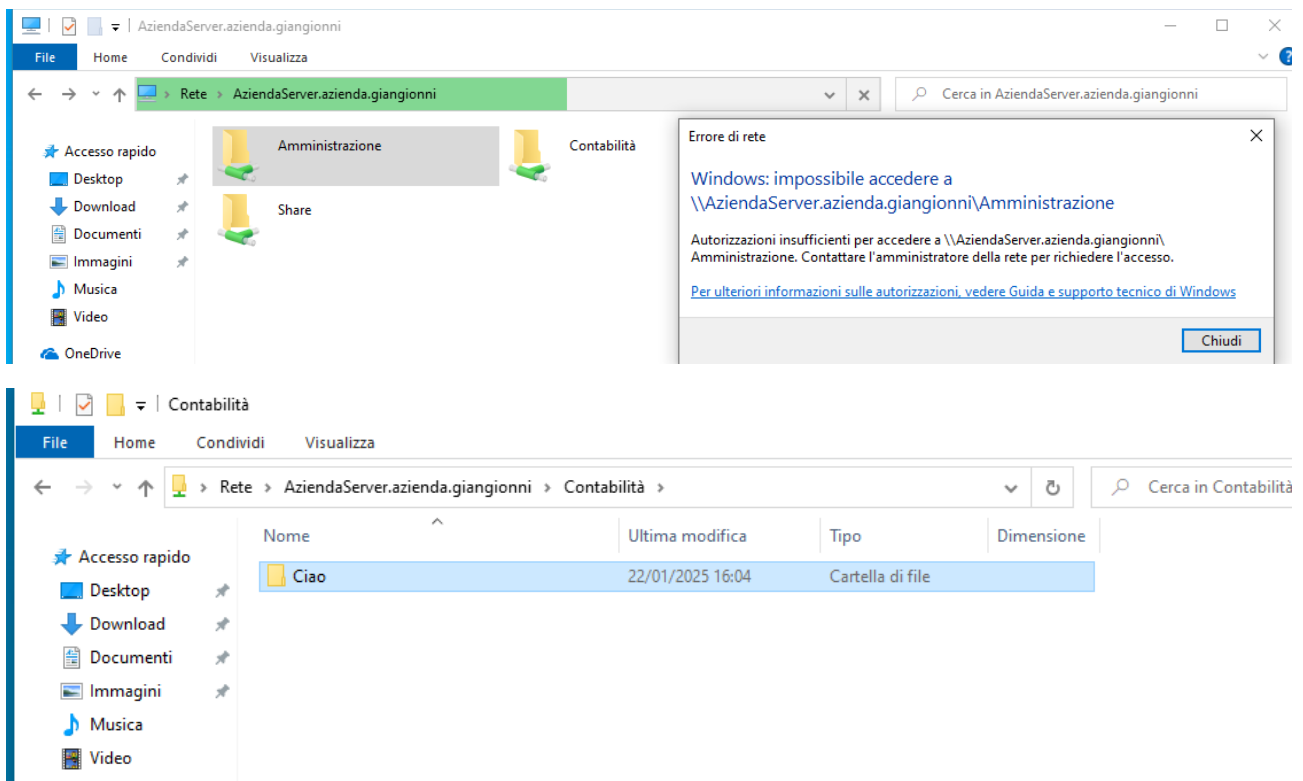 AziendaServer.azienda.giangionni
File Home Condividi Visualizza
Rete AziendaServer.azienda.giangionni
Cerca in AziendaServer.azienda.giangionni
Accesso rapido
Desktop
Download
Documenti
Immagini
Musica
Video
OneDrive
Amministrazione
Contabilità
Share
Errore di rete
Windows: impossibile accedere a
\\AziendaServer.azienda.giangionni\Amministrazione
Autorizzazioni insufficienti per accedere a \\AziendaServer.azienda.giangionni\
Amministrazione. Contattare l'amministratore della rete per richiedere l'accesso.
Per ulteriori informazioni sulle autorizzazioni, vedere Guida e supporto tecnico di Windows
Chiudi
Contabilità
File Home Condividi Visualizza
Rete AziendaServer.azienda.giangionni Contabilità
Cerca in Contabilità
Accesso rapido
Desktop
Download
Documenti
Immagini
Musica
Video
Nome Ultima modifica Tipo Dimensione
Ciao 22/01/2025 16:04 Cartella di file